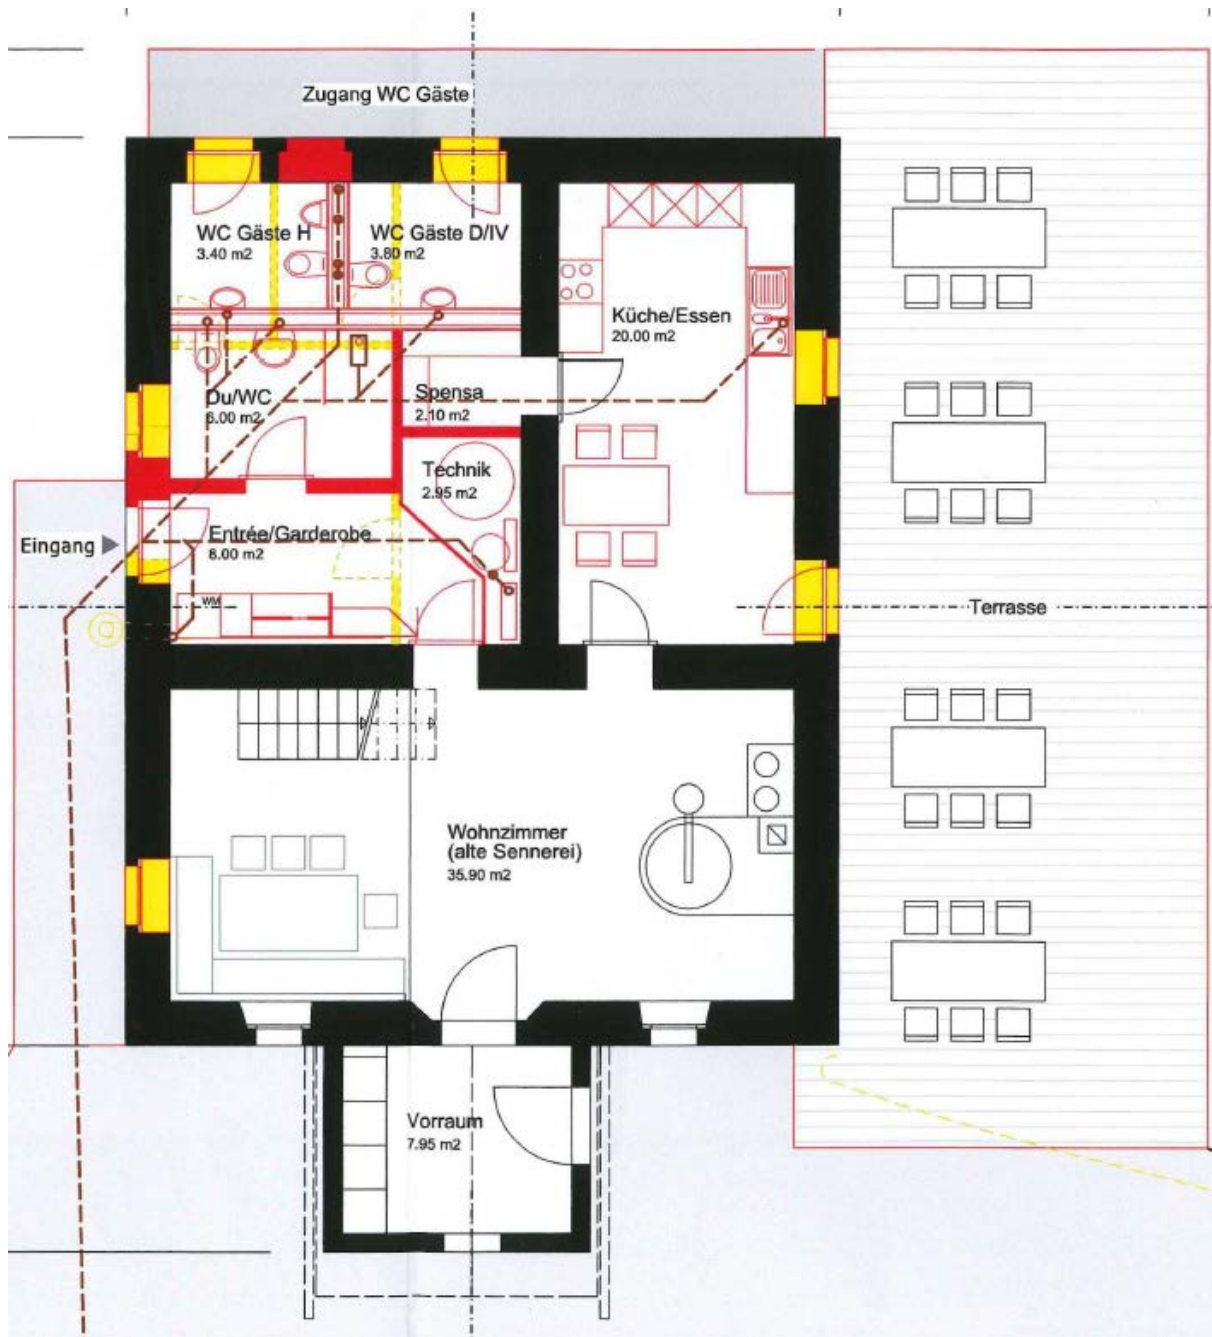 Zugang WC Gäste
WC Gäste H
3.40 m2
WC Gäste D/IV
3.80 m2
Küche/Essen
20.00 m2
Du/WC
6.00 m2
Spensa
2.10 m2
Technik
2.95 m2
Eingang
Entrée/Garderobe
8.00 m2
WM
Terrasse
Wohnzimmer
(alte Sennerei)
35.90 m2
Vorraum
7.95 m2